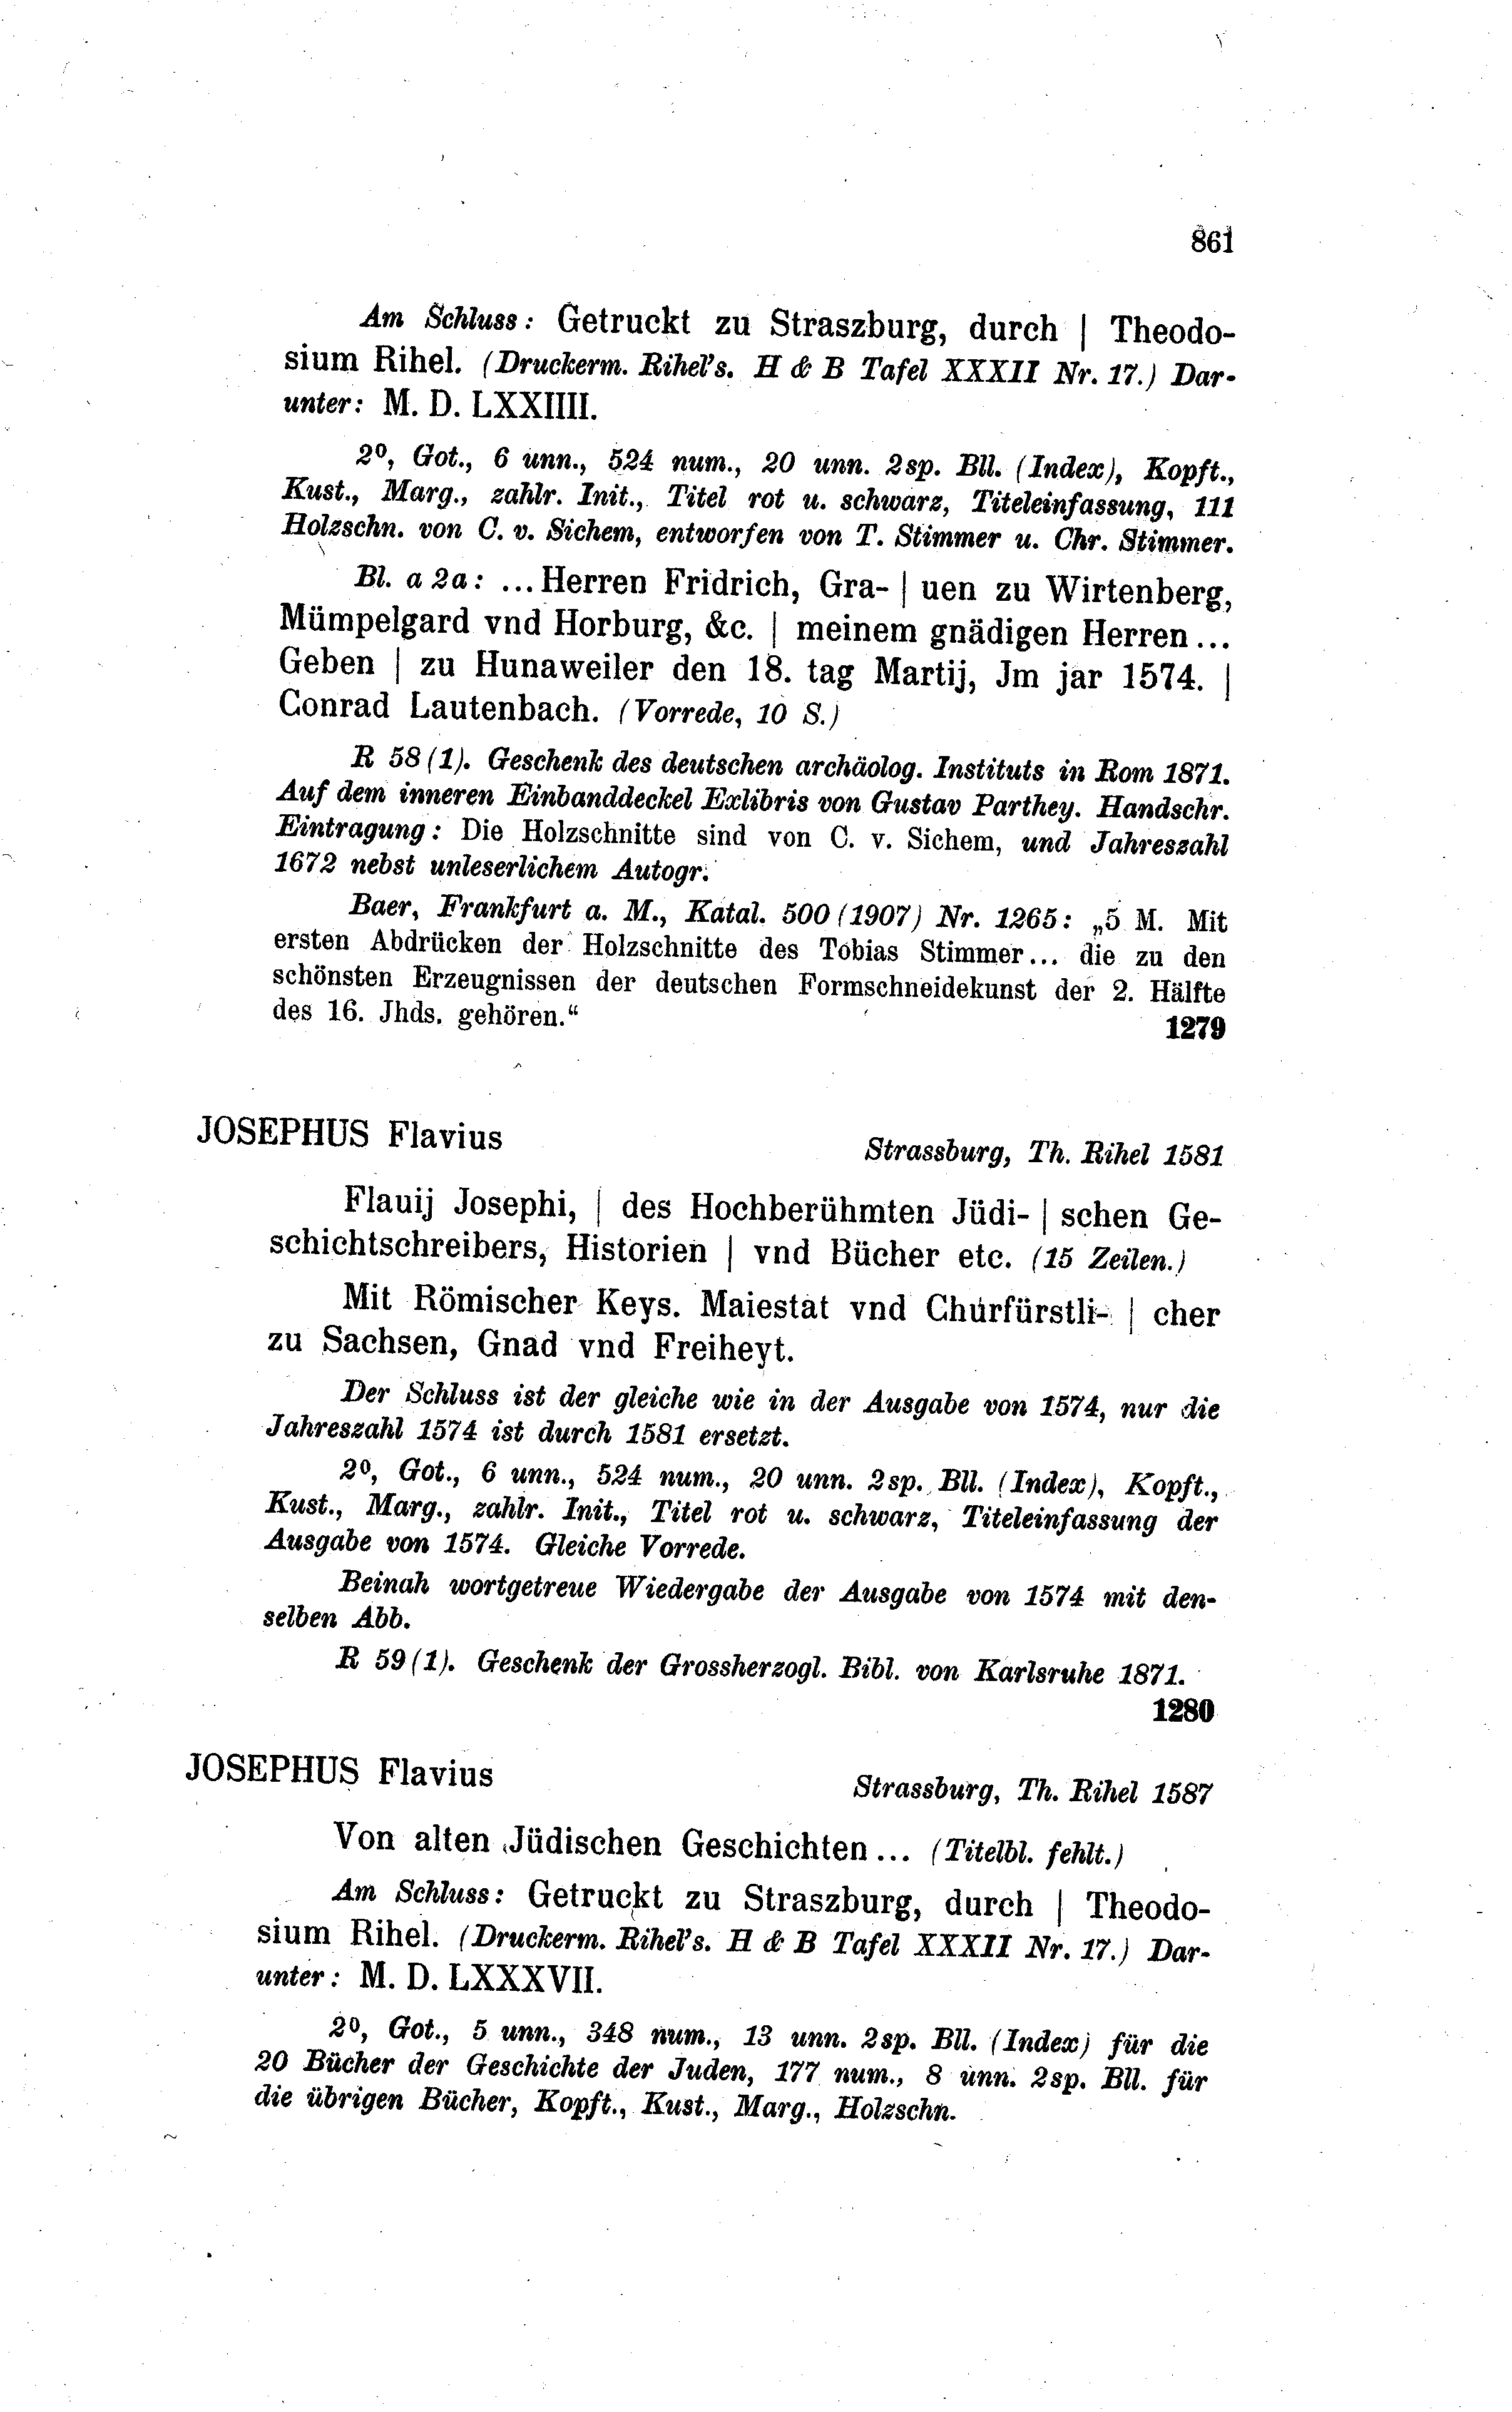 861
Am Schluss: Getruckt zu Straszburg, durch | Theodo-
sium Rihel. (Druckerm. Rihel's. H & B Tafel XXXII Nr. 17.) Dar-
unter: M. D. LXXIIII.
2º, Got., 6 unn., 524 num., 20 unn. 2sp. Bll. (Index), Kopft.,
Kust., Marg., zahlr. Init., Titel rot u. schwarz, Titeleinfassung, 111
Holzschn. von C. v. Sichem, entworfen von T. Stimmer u. Chr. Stimmer.
Bl. a 2a: ... Herren Fridrich, Gra- | uen zu Wirtenberg,
Mümpelgard vnd Horburg, &c. | meinem gnädigen Herren ...
Geben | zu Hunaweiler den 18. tag Martij, Jm jar 1574. |
Conrad Lautenbach. (Vorrede, 10 S.)
R 58 (1). Geschenk des deutschen archäolog. Instituts in Rom 1871.
Auf dem inneren Einbanddeckel Exlibris von Gustav Parthey. Handschr.
Eintragung: Die Holzschnitte sind von C. v. Sichem, und Jahreszahl
1672 nebst unleserlichem Autogr.
Baer, Frankfurt a. M., Katal. 500 (1907) Nr. 1265: „5 M. Mit
ersten Abdrücken der Holzschnitte des Tobias Stimmer... die zu den
schönsten Erzeugnissen der deutschen Formschneidekunst der 2. Hälfte
des 16. Jhds. gehören.“
1279
JOSEPHUS Flavius
Strassburg, Th. Rihel 1581
Flauij Josephi, | des Hochberühmten Jüdi- | schen Ge-
schichtschreibers, Historien | vnd Bücher etc. (15 Zeilen.)
Mit Römischer Keys. Maiestat vnd Churfürstli- | cher
zu Sachsen, Gnad vnd Freiheyt.
Der Schluss ist der gleiche wie in der Ausgabe von 1574, nur die
Jahreszahl 1574 ist durch 1581 ersetzt.
2º, Got., 6 unn., 524 num., 20 unn. 2sp. Bll. (Index), Kopft.,
Kust., Marg., zahlr. Init., Titel rot u. schwarz, Titeleinfassung der
Ausgabe von 1574. Gleiche Vorrede.
Beinah wortgetreue Wiedergabe der Ausgabe von 1574 mit den-
selben Abb.
R 59 (1). Geschenk der Grossherzogl. Bibl. von Karlsruhe 1871.
1280
JOSEPHUS Flavius
Strassburg, Th. Rihel 1587
Von alten Jüdischen Geschichten ... (Titelbl. fehlt.)
Am Schluss: Getruckt zu Straszburg, durch | Theodo-
sium Rihel. (Druckerm. Rihel's. H & B Tafel XXXII Nr. 17.) Dar-
unter: M. D. LXXXVII.
2º, Got., 5 unn., 348 num., 13 unn. 2sp. Bll. (Index) für die
20 Bücher der Geschichte der Juden, 177 num., 8 unn. 2sp. Bll. für
die übrigen Bücher, Kopft., Kust., Marg., Holzschn.